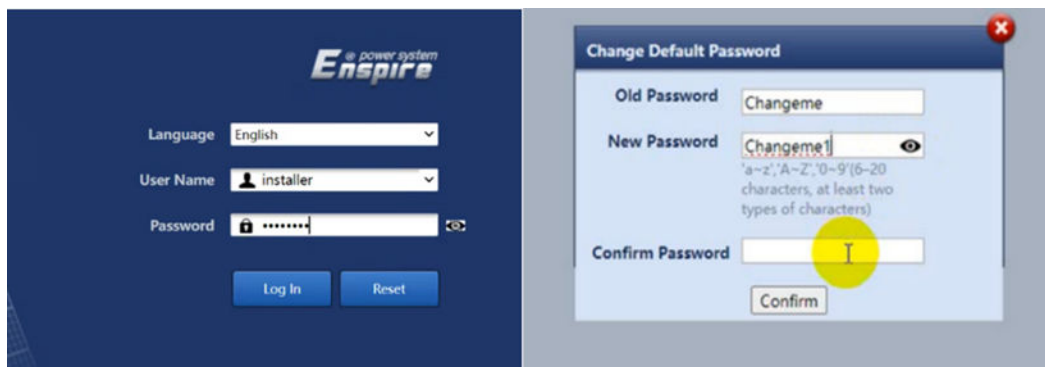 e power system
Enspire
Language English
User Name installer
Password ••••••••
Log In Reset
Change Default Password
Old Password Changeme
New Password Changeme1
'a~z','A~Z','0~9'(6–20
characters, at least two
types of characters)
Confirm Password
Confirm